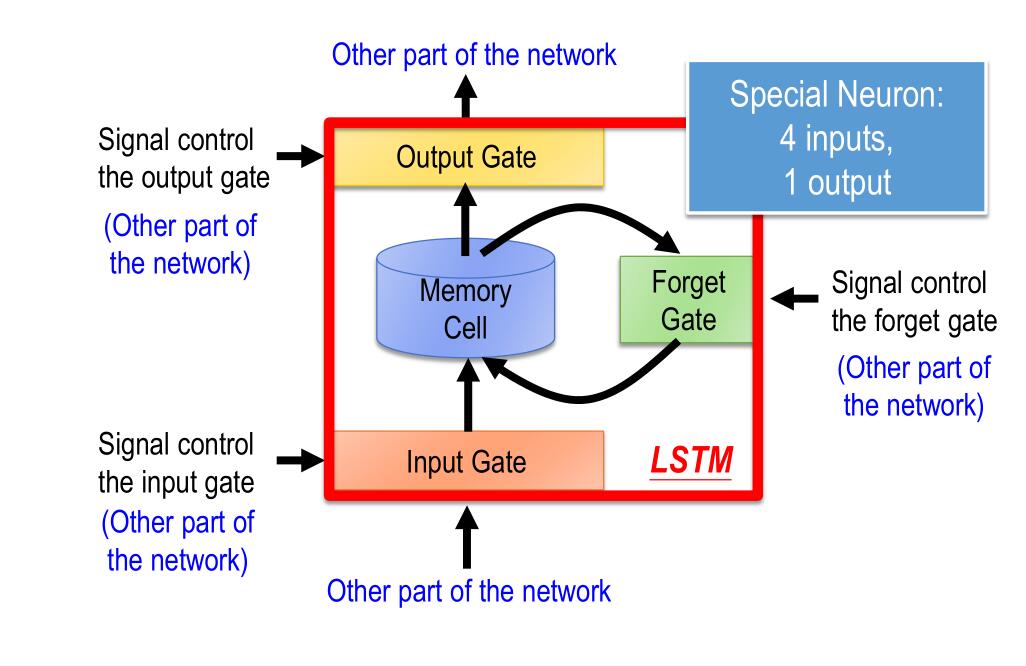 Other part of the network
Special Neuron:
4 inputs,
1 output
Signal control
the output gate
(Other part of
the network)
Output Gate
Memory
Cell
Forget
Gate
Signal control
the forget gate
(Other part of
the network)
Signal control
the input gate
(Other part of
the network)
Input Gate
LSTM
Other part of the network